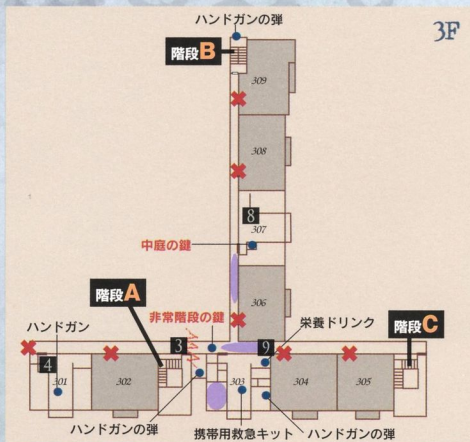 ハンドガンの弾
3F
階段B
309
308
8
307
中庭の鍵
306
階段A
非常階段の鍵
栄養ドリンク
階段C
ハンドガン
3
9
4
301
302
303
304
305
ハンドガンの弾
携帯用救急キット
ハンドガンの弾